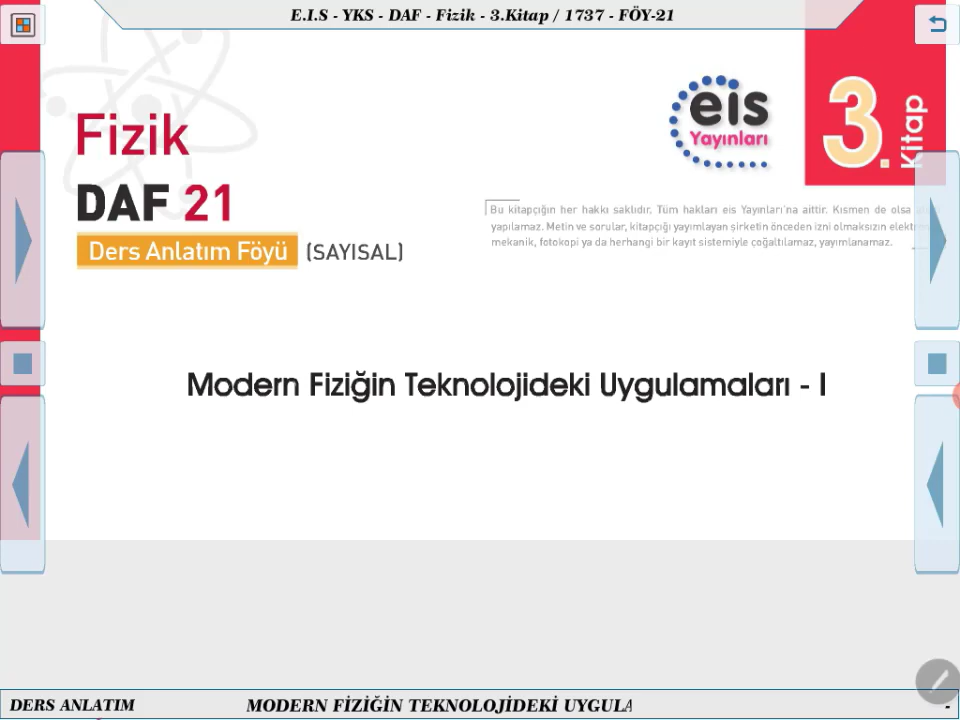 E.I.S - YKS - DAF - Fizik - 3.Kitap / 1737 - FÖY-21
Fizik
DAF 21
Ders Anlatım Föyü (SAYISAL)
eis
Yayınları
3.
Kitap
Bu kitapçığın her hakkı saklıdır. Tüm hakları eis Yayınları'na aittir. Kısmen de olsa
yapılamaz. Metin ve sorular, kitapçığı yayımlayan şirketin önceden izni olmaksızın
mekanik, fotokopi ya da herhangi bir kayıt sistemiyle çoğaltılamaz, yayımlanamaz.
Modern Fiziğin Teknolojideki Uygulamaları - I
DERS ANLATIM MODERN FİZİĞİN TEKNOLOJİDEKİ UYGULA -